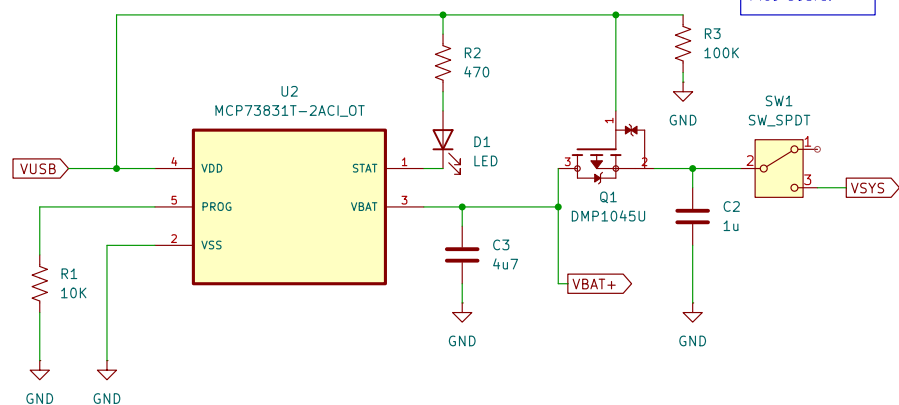 R3
100K
GND
R2
470
U2
MCP73831T-2ACI_OT
SW1
SW_SPDT
1
2
3
VSYS
D1
LED
VUSB
4
VDD
STAT
1
5
PROG
VBAT
3
2
VSS
1
3
2
Q1
DMP1045U
C2
1u
GND
C3
4u7
GND
VBAT+
R1
10K
GND
GND